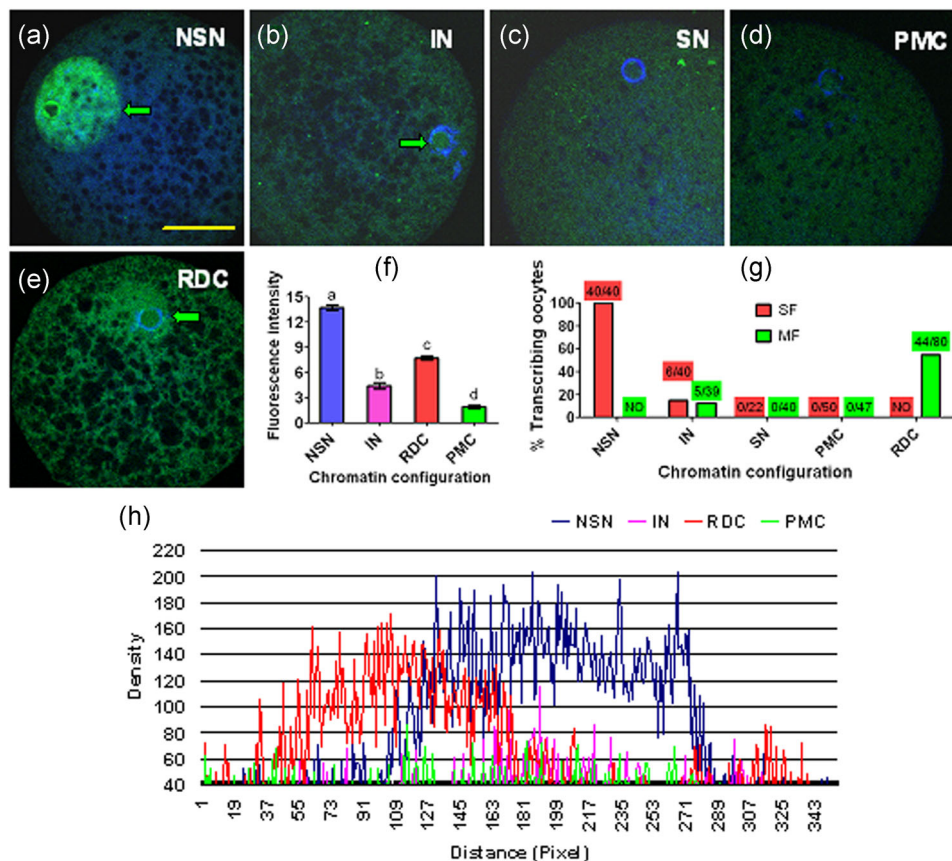 (a) NSN
(b) IN
(c) SN
(d) PMC
(e) RDC
(f)
Fluorescence intensity
15
12
9
6
3
0
a
b
c
d
NSN
IN
RDC
PMC
Chromatin configuration
(g)
% Transcribing oocytes
100
80
60
40
20
0
40/40
NO
6/40
5/39
0/22
0/40
0/50
0/47
NO
44/80
SF
MF
NSN
IN
SN
PMC
RDC
Chromatin configuration
(h)
NSN IN RDC PMC
Density
220
200
180
160
140
120
100
80
60
40
1 19 37 55 73 91 109 127 145 163 181 199 217 235 253 271 289 307 325 343
Distance (Pixel)